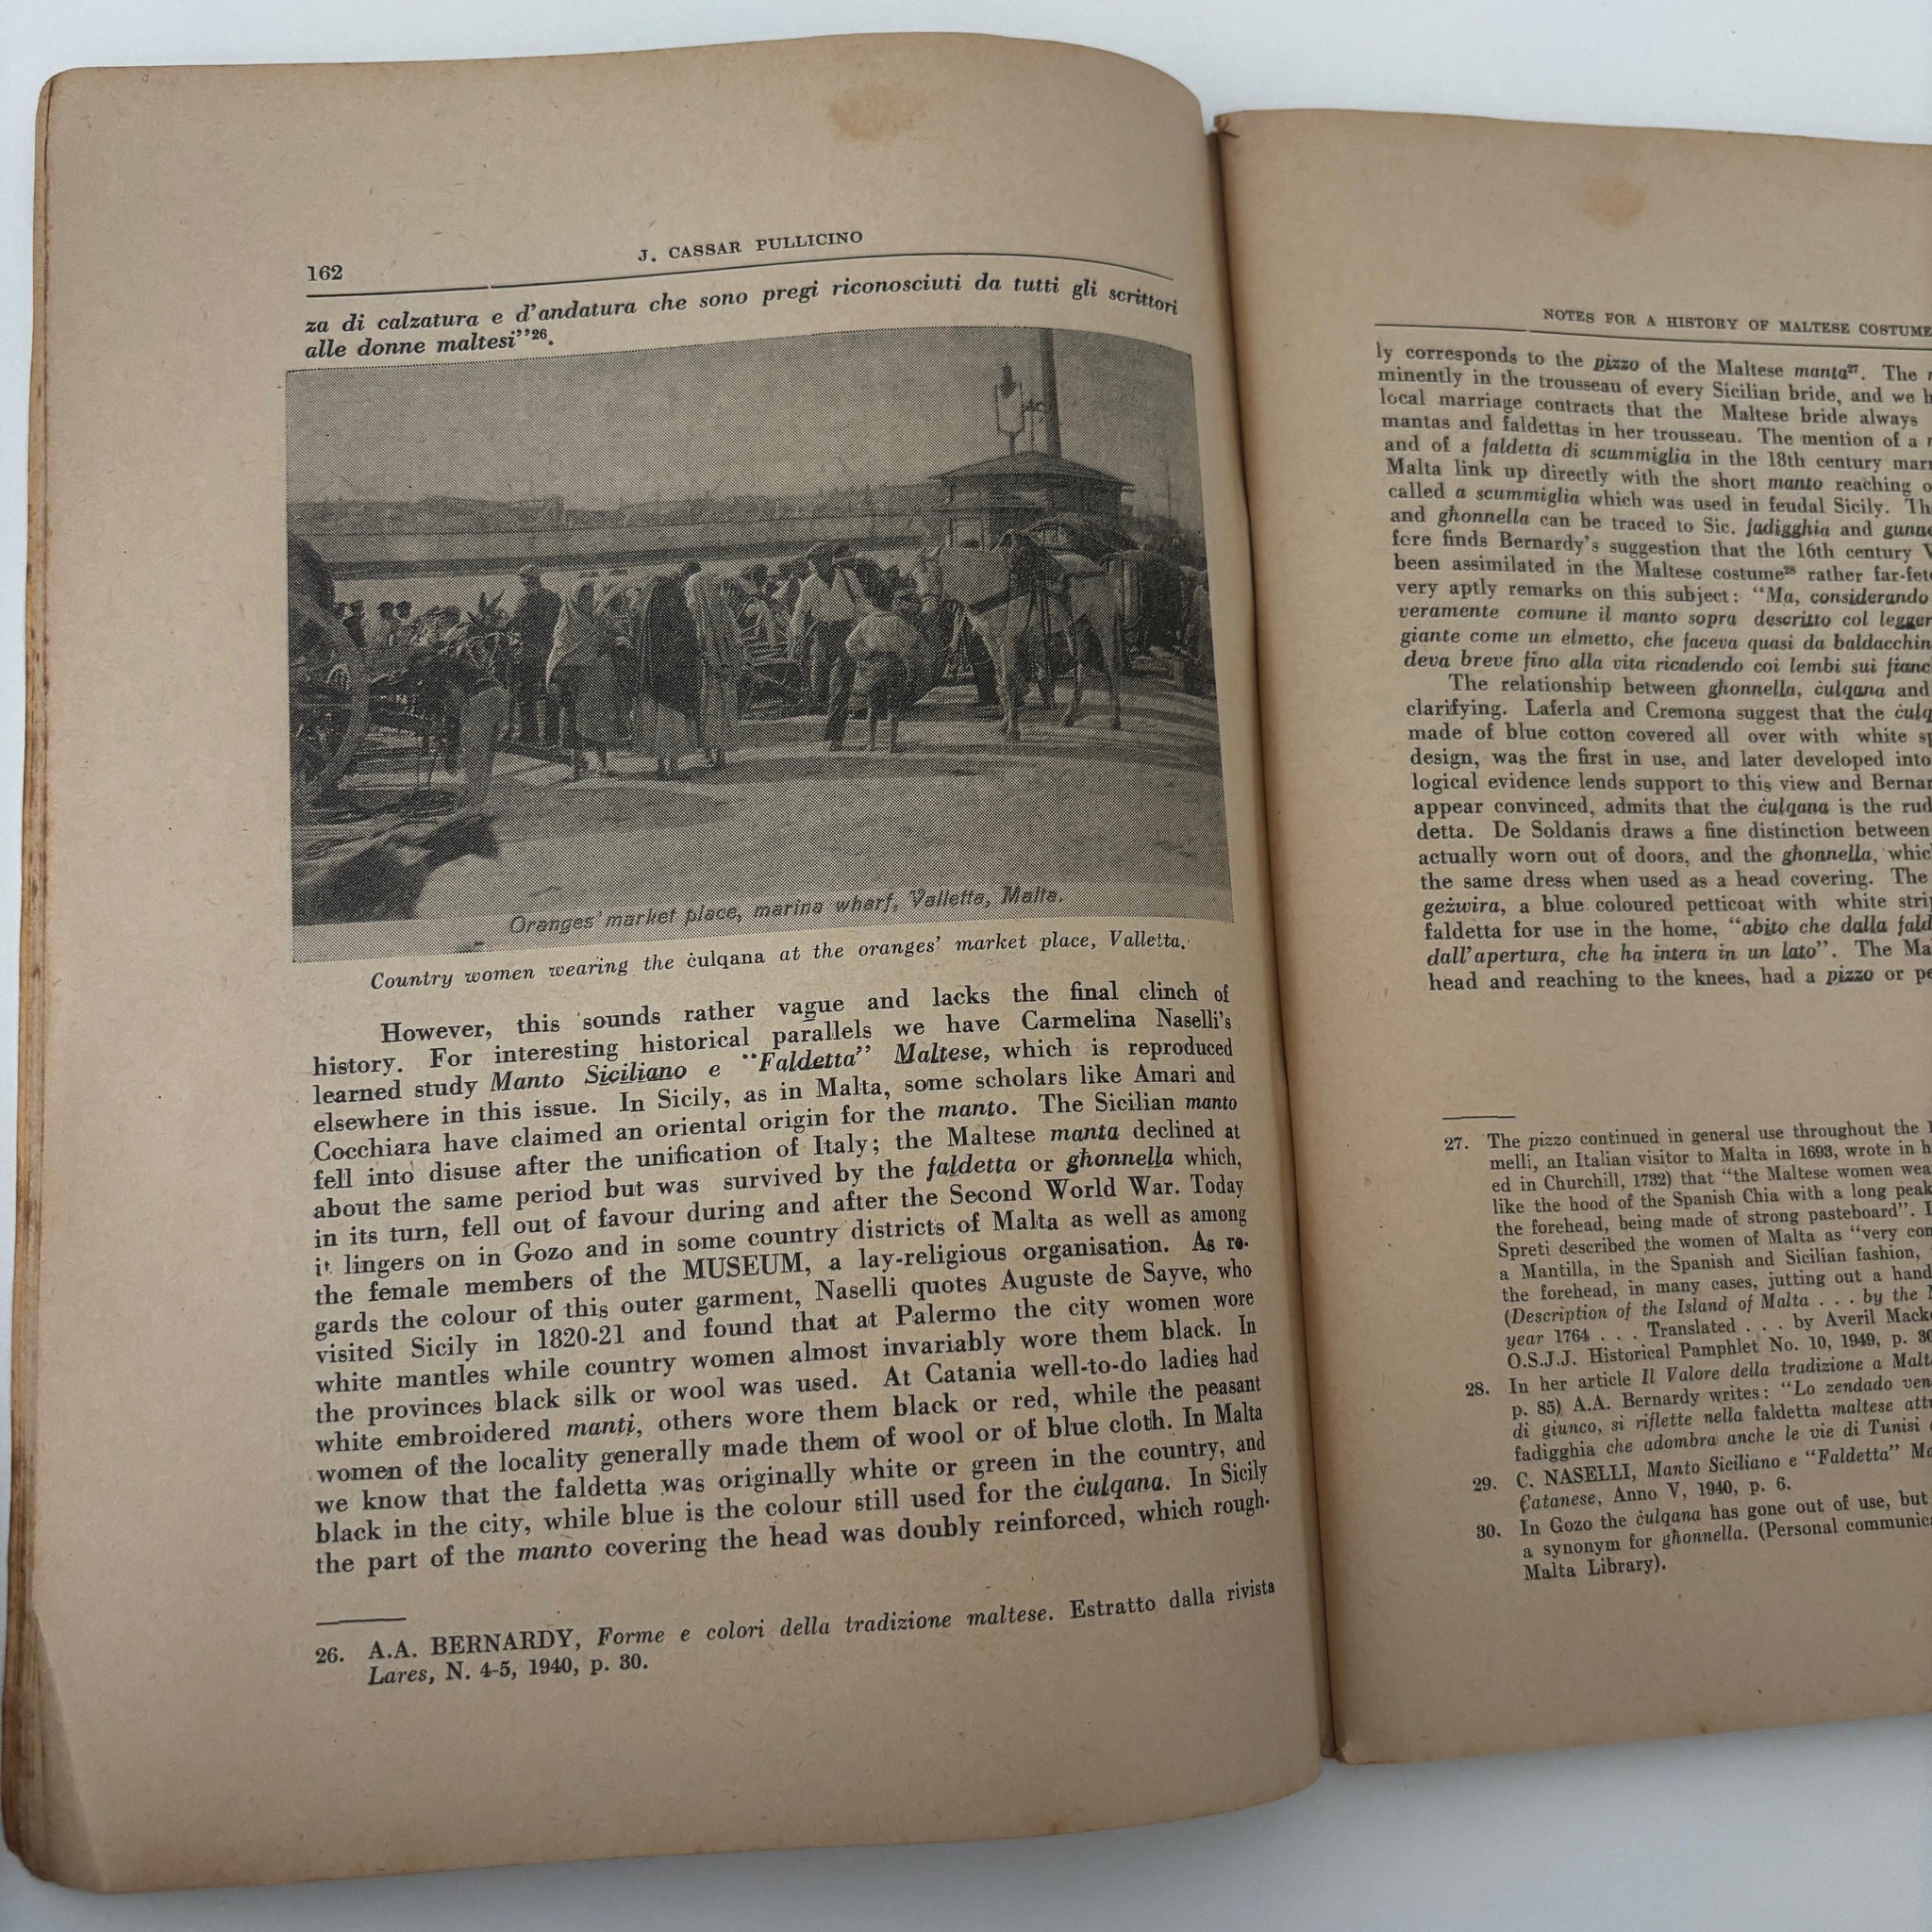 162
J. CASSAR PULLICINO
za di calzatura e d'andatura che sono pregi riconosciuti da tutti gli scrittori
alle donne maltesi''26.
Oranges' market place, marina wharf, Valletta, Malta.
Country women wearing the ċulqana at the oranges' market place, Valletta.
However, this sounds rather vague and lacks the final clinch of
history. For interesting historical parallels we have Carmelina Naselli's
learned study Manto Siciliano e "Faldetta" Maltese, which is reproduced
elsewhere in this issue. In Sicily, as in Malta, some scholars like Amari and
Cocchiara have claimed an oriental origin for the manto. The Sicilian manto
fell into disuse after the unification of Italy; the Maltese manta declined at
about the same period but was survived by the faldetta or għonnella which,
in its turn, fell out of favour during and after the Second World War. Today
it lingers on in Gozo and in some country districts of Malta as well as among
the female members of the MUSEUM, a lay-religious organisation. As re-
gards the colour of this outer garment, Naselli quotes Auguste de Sayve, who
visited Sicily in 1820-21 and found that at Palermo the city women wore
white mantles while country women almost invariably wore them black. In
the provinces black silk or wool was used. At Catania well-to-do ladies had
white embroidered manti, others wore them black or red, while the peasant
women of the locality generally made them of wool or of blue cloth. In Malta
we know that the faldetta was originally white or green in the country, and
black in the city, while blue is the colour still used for the ċulqana. In Sicily
the part of the manto covering the head was doubly reinforced, which rough-
26. A.A. BERNARDY, Forme e colori della tradizione maltese. Estratto dalla rivista
Lares, N. 4-5, 1940, p. 30.
NOTES FOR A HISTORY OF MALTESE COSTUME
ly corresponds to the pizzo of the Maltese manta27. The
minently in the trousseau of every Sicilian bride, and we
local marriage contracts that the Maltese bride always
mantas and faldettas in her trousseau. The mention of a
and of a faldetta di scummiglia in the 18th century
Malta link up directly with the short manto reaching
called a scummiglia which was used in feudal Sicily.
and għonnella can be traced to Sic. fadigghia and
fere finds Bernardy's suggestion that the 16th century
been assimilated in the Maltese costume28 rather
very aptly remarks on this subject: "Ma, considerando
veramente comune il manto sopra descritto col
giante come un elmetto, che faceva quasi da
deva breve fino alla vita ricadendo coi lembi sui
The relationship between għonnella, ċulqana and
clarifying. Laferla and Cremona suggest that the
made of blue cotton covered all over with white
design, was the first in use, and later developed into
logical evidence lends support to this view and
appear convinced, admits that the ċulqana is the
detta. De Soldanis draws a fine distinction between
actually worn out of doors, and the għonnella,
the same dress when used as a head covering. The
geżwira, a blue coloured petticoat with white
faldetta for use in the home, "abito che dalla
dall'apertura, che ha intera in un lato". The
head and reaching to the knees, had a pizzo or
27. The pizzo continued in general use throughout the
melli, an Italian visitor to Malta in 1693, wrote in
ed in Churchill, 1732) that "the Maltese women
like the hood of the Spanish Chia with a long
the forehead, being made of strong pasteboard".
Spreti described the women of Malta as "very
a Mantilla, in the Spanish and Sicilian fashion,
the forehead, in many cases, jutting out a
(Description of the Island of Malta . . . by the
year 1764 . . . Translated . . . by Averil
O.S.J.J. Historical Pamphlet No. 10, 1949, p.
28. In her article Il Valore della tradizione a
p. 85) A.A. Bernardy writes: "Lo zendado
di giunco, si riflette nella faldetta maltese
fadigghia che adombra anche le vie di Tunisi
29. C. NASELLI, Manto Siciliano e "Faldetta"
Catanese, Anno V, 1940, p. 6.
30. In Gozo the ċulqana has gone out of use, but
a synonym for għonnella. (Personal
Malta Library).